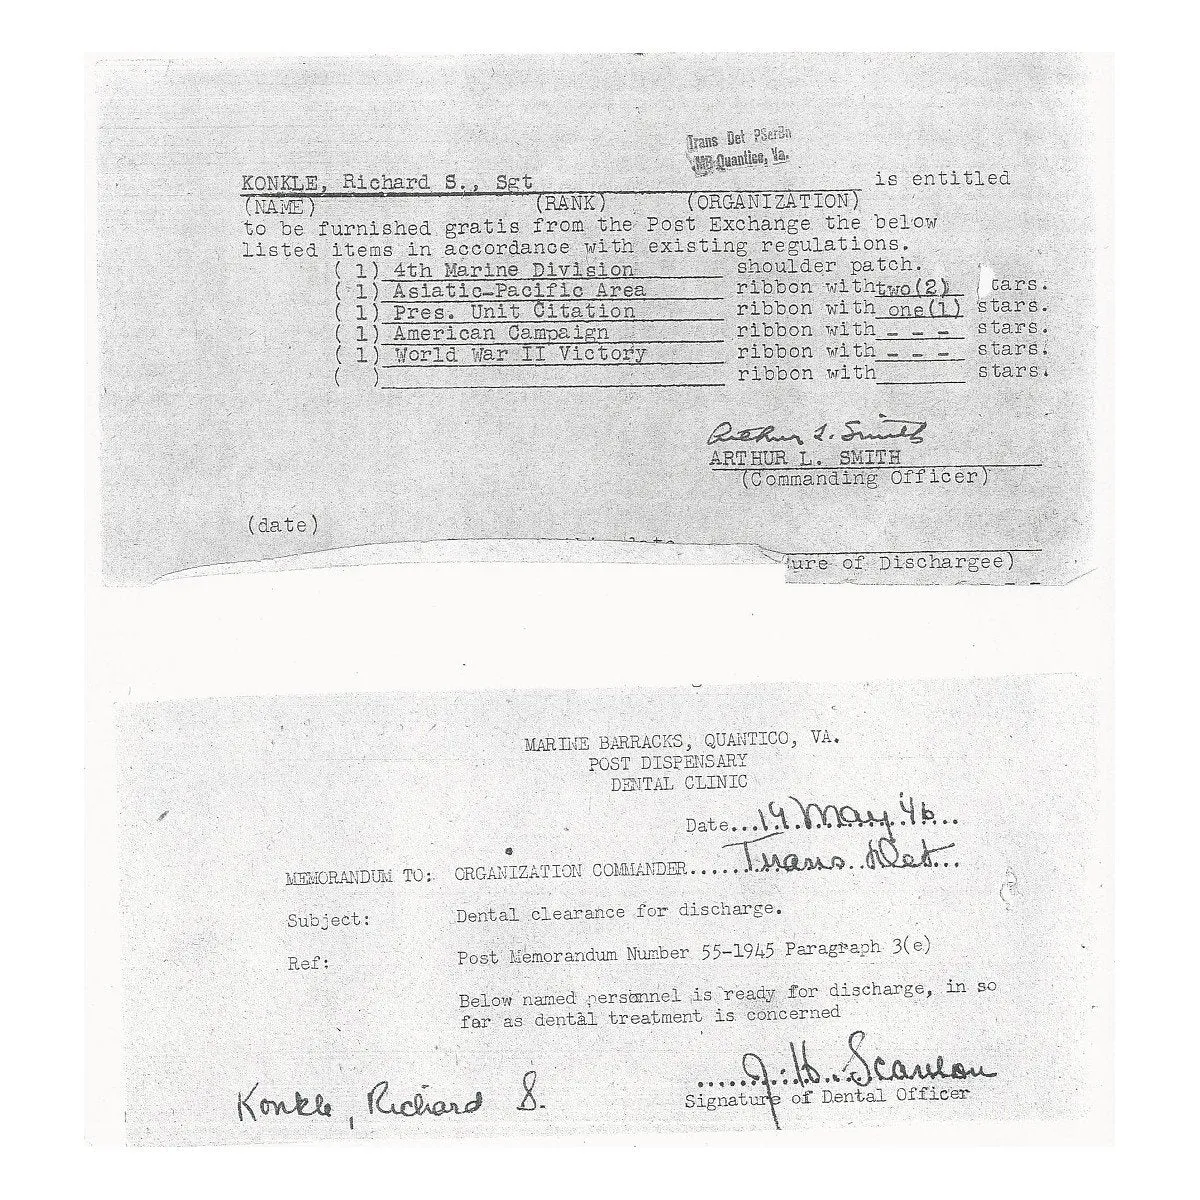 Trans Det PSerBn
MB Quantico, Va.
KONKLE, Richard S., Sgt is entitled
(NAME) (RANK) (ORGANIZATION)
to be furnished gratis from the Post Exchange the below
listed items in accordance with existing regulations.
( 1) 4th Marine Division shoulder patch.
( 1) Asiatic-Pacific Area ribbon with two(2) tars.
( 1) Pres. Unit Citation ribbon with one(1) stars.
( 1) American Campaign ribbon with - - - stars.
( 1) World War II Victory ribbon with - - - stars.
( ) ribbon with stars.
Arthur L. Smith
ARTHUR L. SMITH
(Commanding Officer)
(date)
ure of Dischargee)
MARINE BARRACKS, QUANTICO, VA.
POST DISPENSARY
DENTAL CLINIC
Date...19 May 46...
MEMORANDUM TO: ORGANIZATION COMMANDER......Trans Det...
Subject: Dental clearance for discharge.
Ref: Post Memorandum Number 55-1945 Paragraph 3(e)
Below named personnel is ready for discharge, in so
far as dental treatment is concerned
J. H. Scanlon
Signature of Dental Officer
Konkle, Richard S.